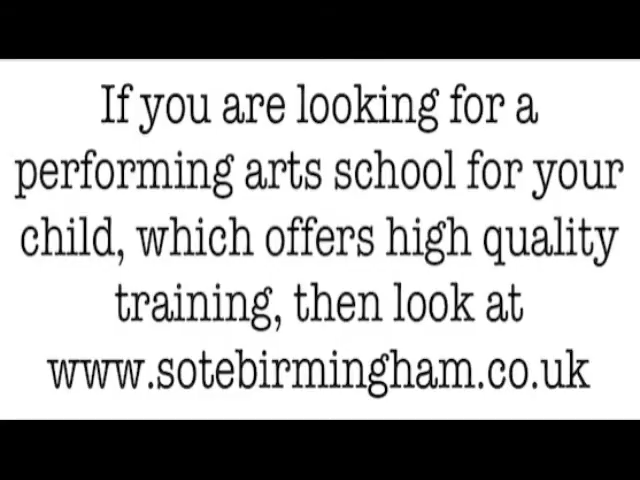 If you are looking for a
performing arts school for your
child, which offers high quality
training, then look at
www.sotebirmingham.co.uk